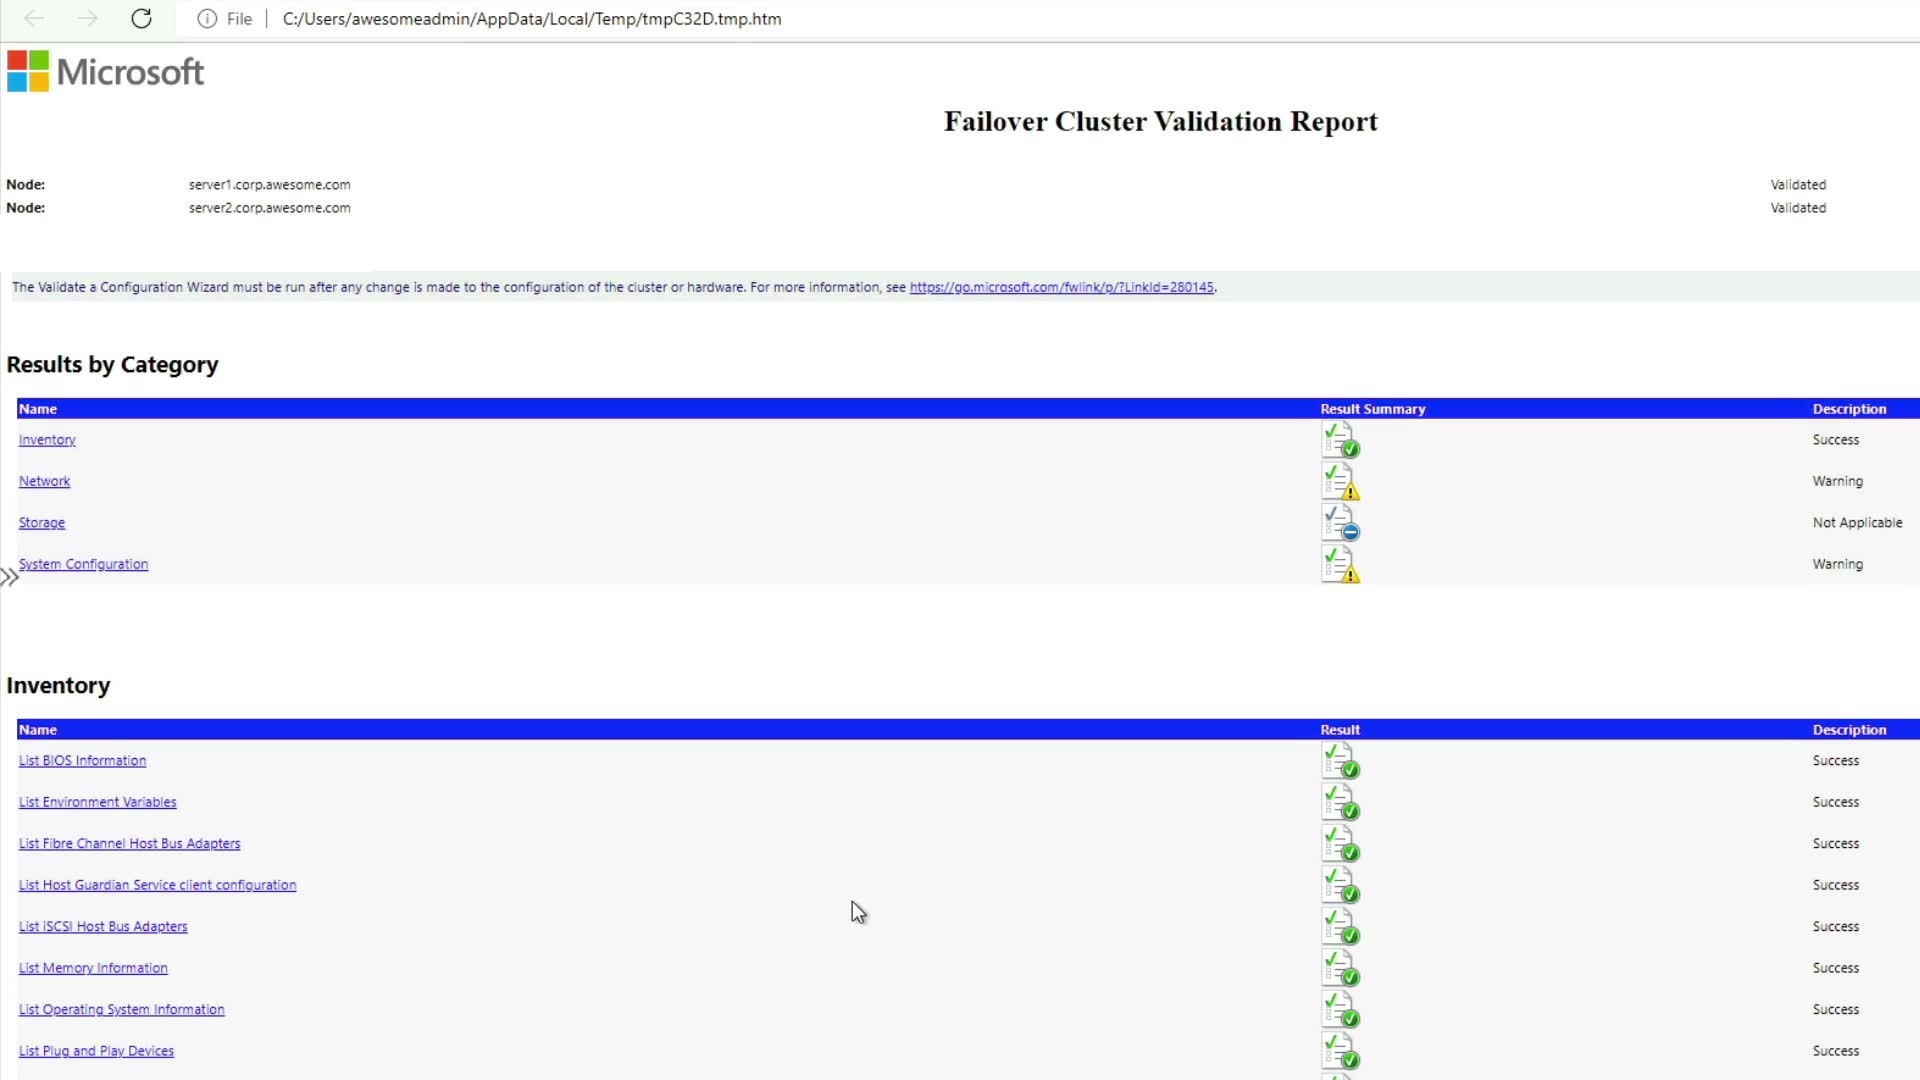 File | C:/Users/awesomeadmin/AppData/Local/Temp/tmpC32D.tmp.htm
Microsoft
Failover Cluster Validation Report
Node: server1.corp.awesome.com Validated
Node: server2.corp.awesome.com Validated
The Validate a Configuration Wizard must be run after any change is made to the configuration of the cluster or hardware. For more information, see https://go.microsoft.com/fwlink/p/?LinkId=280145.
Results by Category
Name Result Summary Description
Inventory Success
Network Warning
Storage Not Applicable
System Configuration Warning
Inventory
Name Result Description
List BIOS Information Success
List Environment Variables Success
List Fibre Channel Host Bus Adapters Success
List Host Guardian Service client configuration Success
List iSCSI Host Bus Adapters Success
List Memory Information Success
List Operating System Information Success
List Plug and Play Devices Success